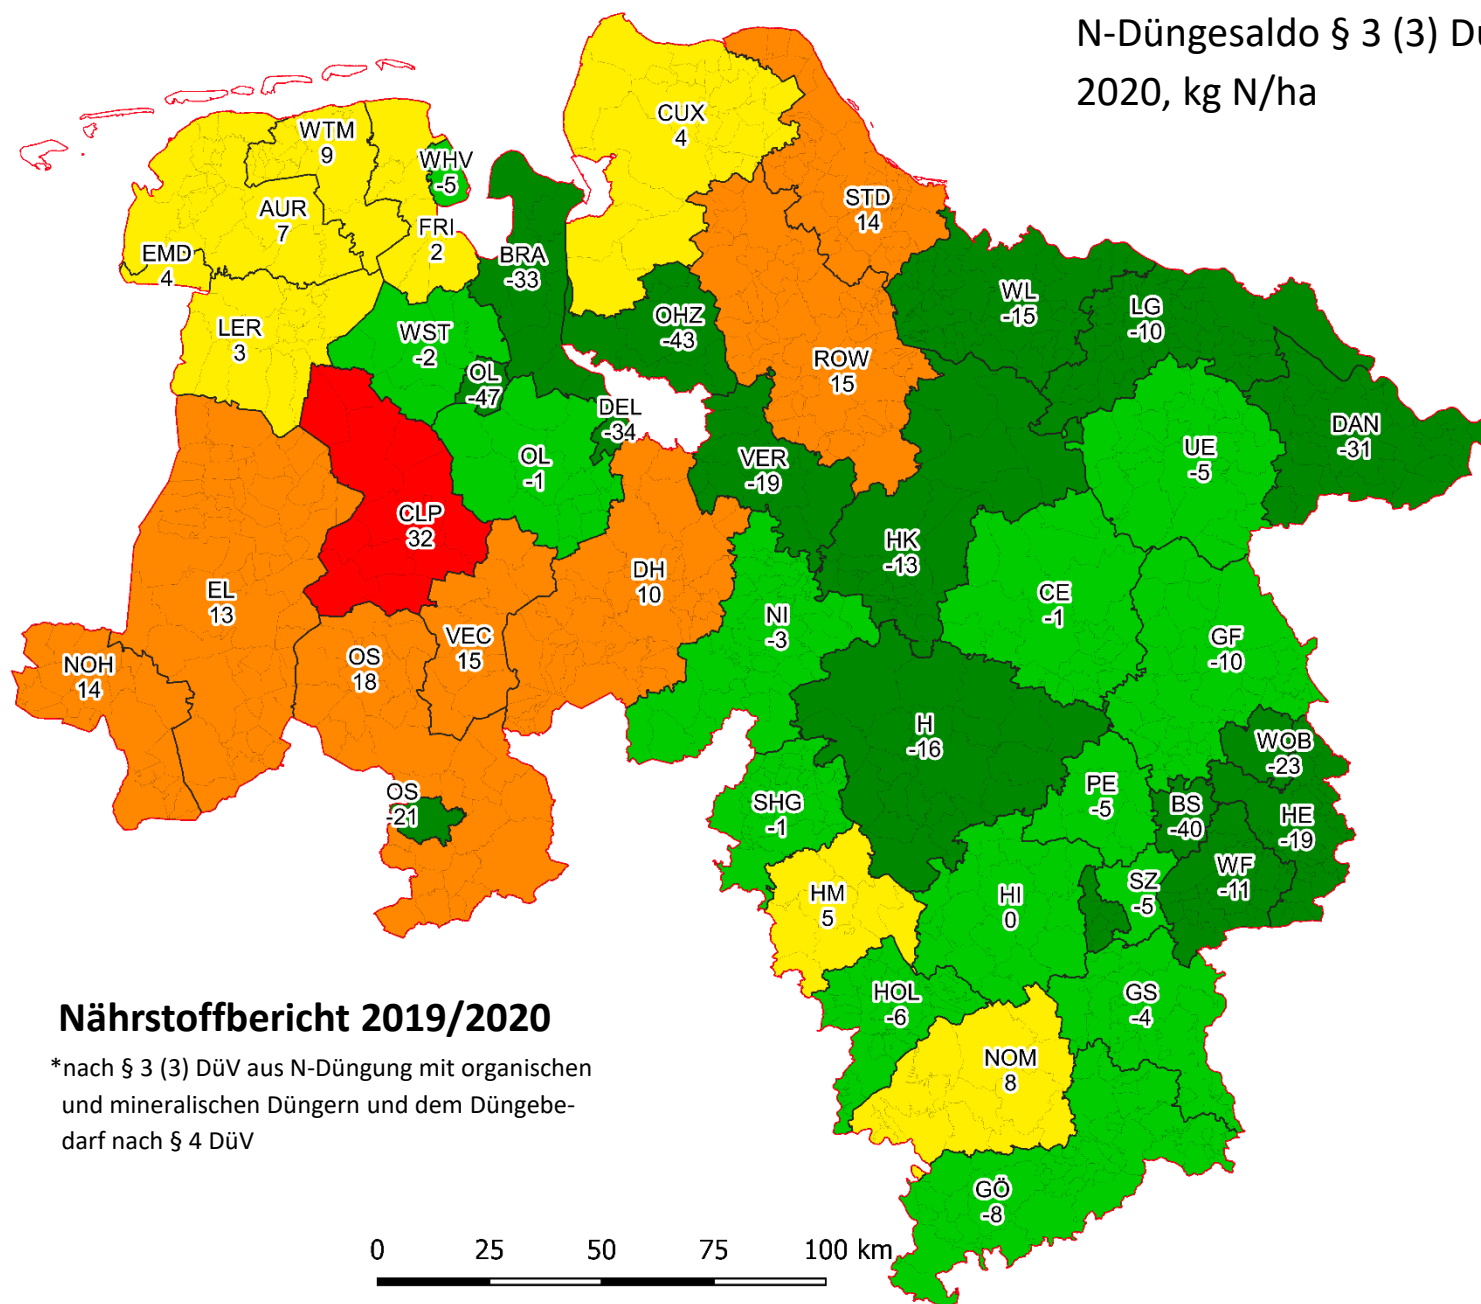 N-Düngesaldo § 3 (3) Dü
2020, kg N/ha
CUX
4
WTM
9
WHV
-5
STD
14
AUR
7
FRI
2
EMD
4
BRA
-33
WL
-15
LG
-10
LER
3
WST
-2
OHZ
-43
ROW
15
OL
-47
DEL
-34
DAN
-31
UE
-5
OL
-1
VER
-19
CLP
32
HK
-13
DH
10
EL
13
CE
-1
NI
-3
GF
-10
VEC
15
OS
18
NOH
14
H
-16
WOB
-23
PE
-5
OS
-21
SHG
-1
BS
-40
HE
-19
WF
-11
SZ
-5
HM
5
HI
0
HOL
-6
GS
-4
Nährstoffbericht 2019/2020
*nach § 3 (3) DüV aus N-Düngung mit organischen
und mineralischen Düngern und dem Düngebe-
darf nach § 4 DüV
NOM
8
GÖ
-8
0 25 50 75 100 km